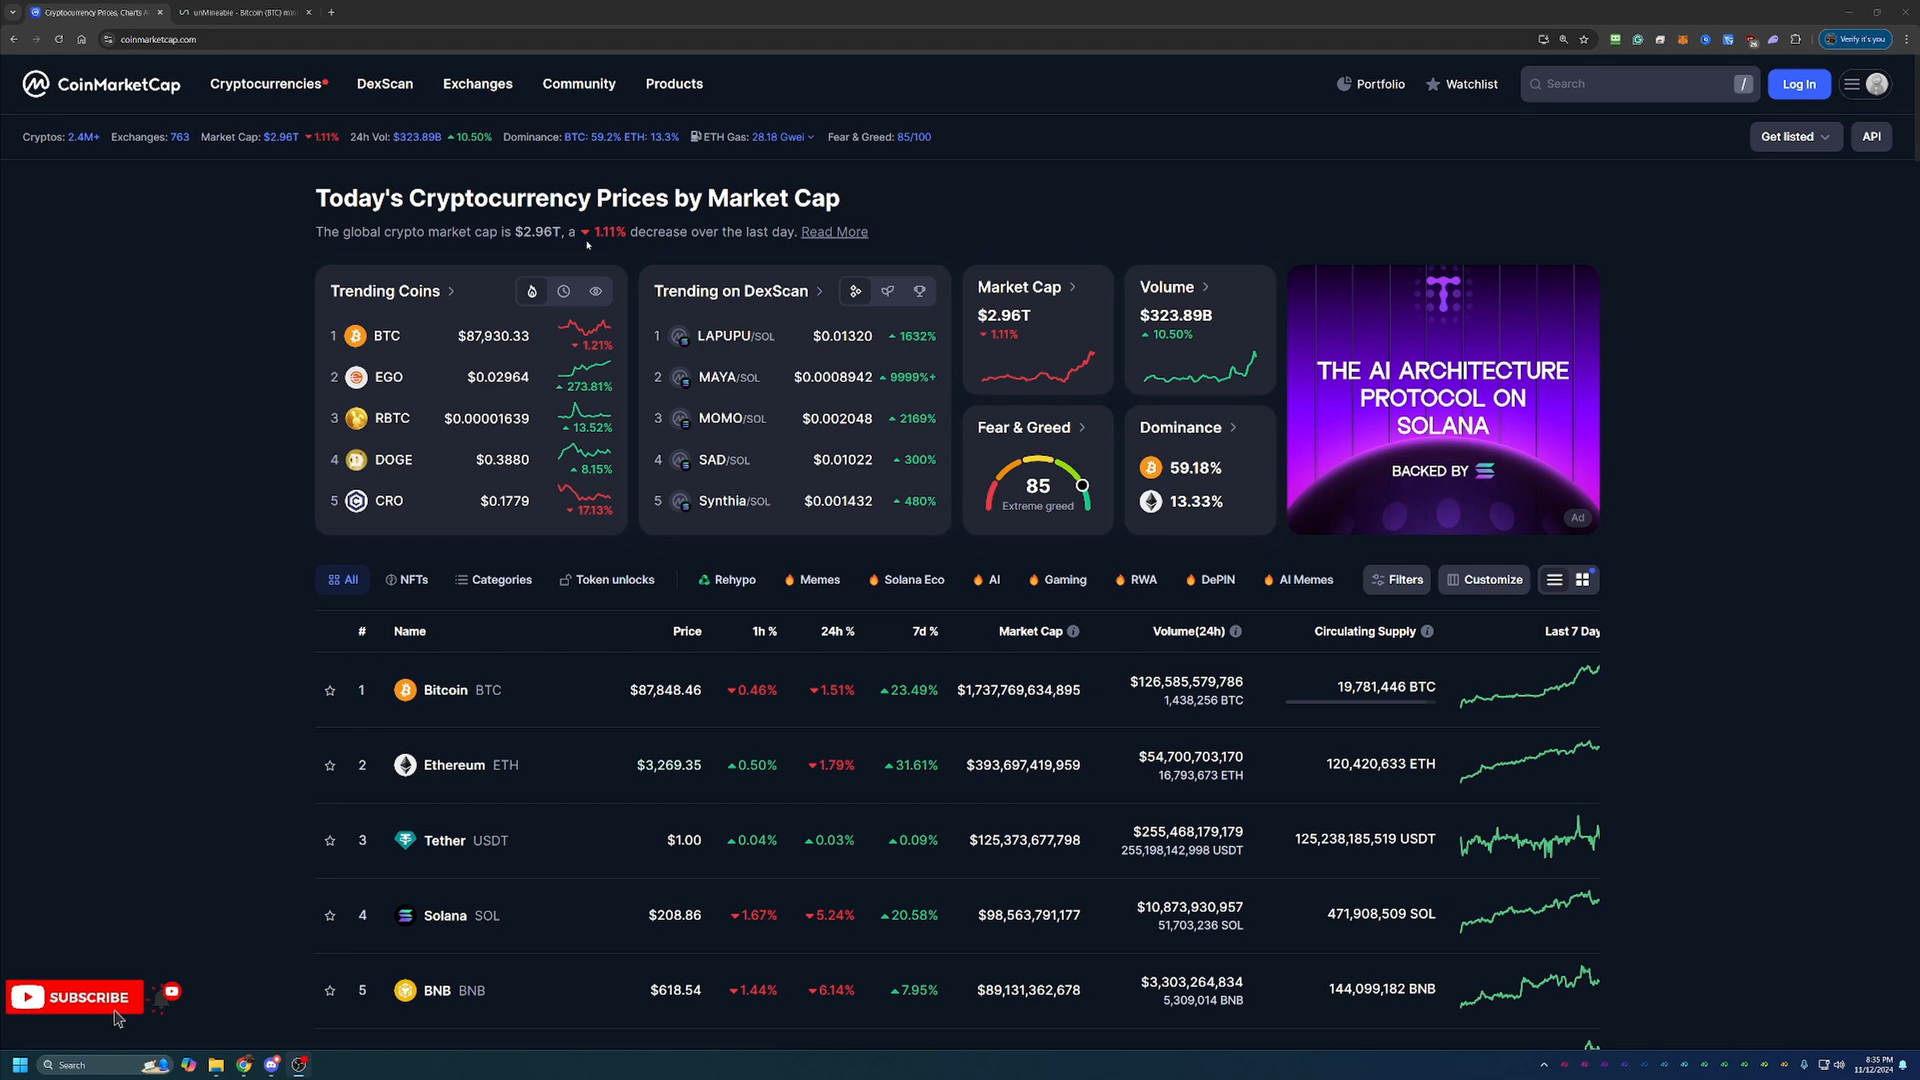 Cryptocurrency Prices, Charts A
unMineable - Bitcoin (BTC) mi
coinmarketcap.com
Verify it's you
CoinMarketCap
Cryptocurrencies
DexScan
Exchanges
Community
Products
Portfolio
Watchlist
Search
/
Log In
Cryptos: 2.4M+ Exchanges: 763 Market Cap: $2.96T 1.11% 24h Vol: $323.89B 10.50% Dominance: BTC: 59.2% ETH: 13.3% ETH Gas: 28.18 Gwei Fear & Greed: 85/100
Get listed
API
Today's Cryptocurrency Prices by Market Cap
The global crypto market cap is $2.96T, a 1.11% decrease over the last day. Read More
Trending Coins
1 BTC $87,930.33 1.21%
2 EGO $0.02964 273.81%
3 RBTC $0.00001639 13.52%
4 DOGE $0.3880 8.15%
5 CRO $0.1779 17.13%
Trending on DexScan
1 LAPUPU/SOL $0.01320 1632%
2 MAYA/SOL $0.0008942 9999%+
3 MOMO/SOL $0.002048 2169%
4 SAD/SOL $0.01022 300%
5 Synthia/SOL $0.001432 480%
Market Cap
$2.96T
1.11%
Volume
$323.89B
10.50%
Fear & Greed
85
Extreme greed
Dominance
59.18%
13.33%
THE AI ARCHITECTURE
PROTOCOL ON
SOLANA
BACKED BY
Ad
All NFTs Categories Token unlocks Rehypo Memes Solana Eco AI Gaming RWA DePIN AI Memes Filters Customize
# Name Price 1h % 24h % 7d % Market Cap Volume(24h) Circulating Supply Last 7 Day
1 Bitcoin BTC $87,848.46 0.46% 1.51% 23.49% $1,737,769,634,895 $126,585,579,786 19,781,446 BTC
1,438,256 BTC
2 Ethereum ETH $3,269.35 0.50% 1.79% 31.61% $393,697,419,959 $54,700,703,170 120,420,633 ETH
16,793,673 ETH
3 Tether USDT $1.00 0.04% 0.03% 0.09% $125,373,677,798 $255,468,179,179 125,238,185,519 USDT
255,198,142,998 USDT
4 Solana SOL $208.86 1.67% 5.24% 20.58% $98,563,791,177 $10,873,930,957 471,908,509 SOL
51,703,236 SOL
5 BNB BNB $618.54 1.44% 6.14% 7.95% $89,131,362,678 $3,303,264,834 144,099,182 BNB
5,309,014 BNB
SUBSCRIBE
Search
8:35 PM
11/12/2024